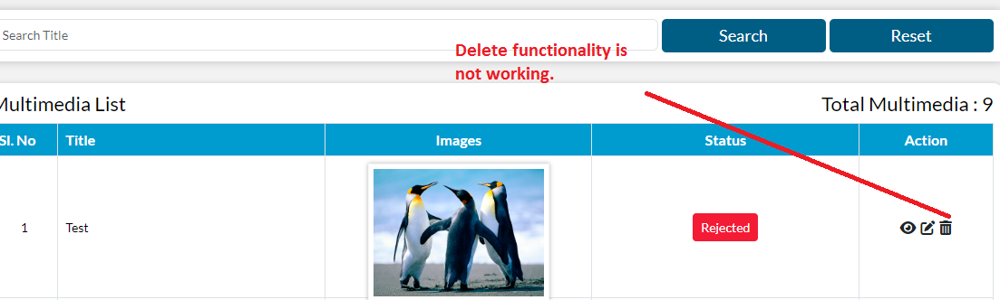 Search Title
Search
Reset
Delete functionality is
not working.
Multimedia List
Total Multimedia : 9
Sl. No
Title
Images
Status
Action
1
Test
Rejected